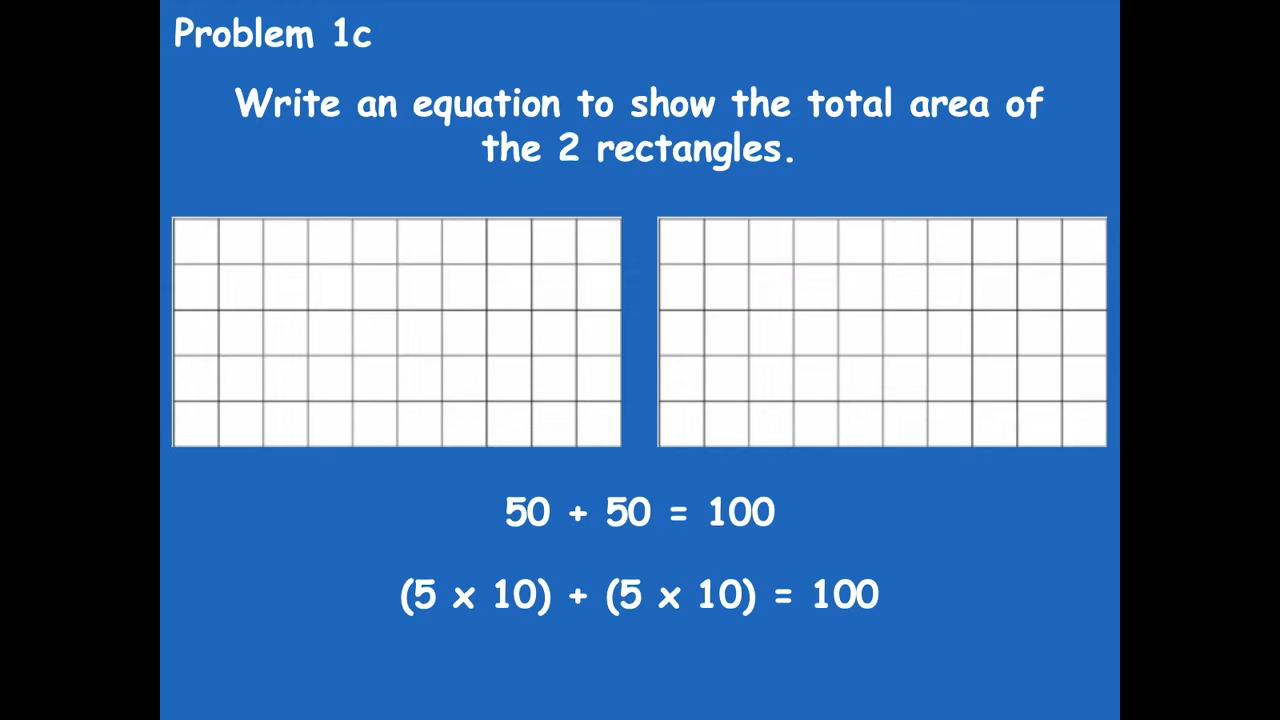 Problem 1c
Write an equation to show the total area of
the 2 rectangles.
50 + 50 = 100
(5 x 10) + (5 x 10) = 100